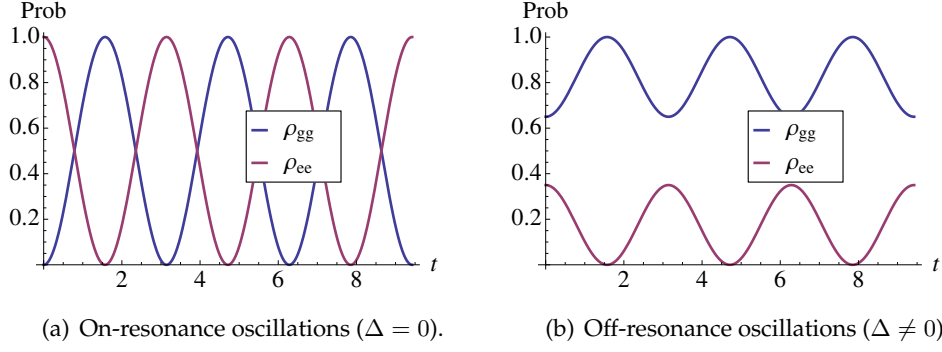 Prob
1.0
0.8
0.6
0.4
0.2
2 4 6 8 t
ρgg
ρee
(a) On-resonance oscillations (Δ = 0).
Prob
1.0
0.8
0.6
0.4
0.2
2 4 6 8 t
ρgg
ρee
(b) Off-resonance oscillations (Δ ≠ 0)